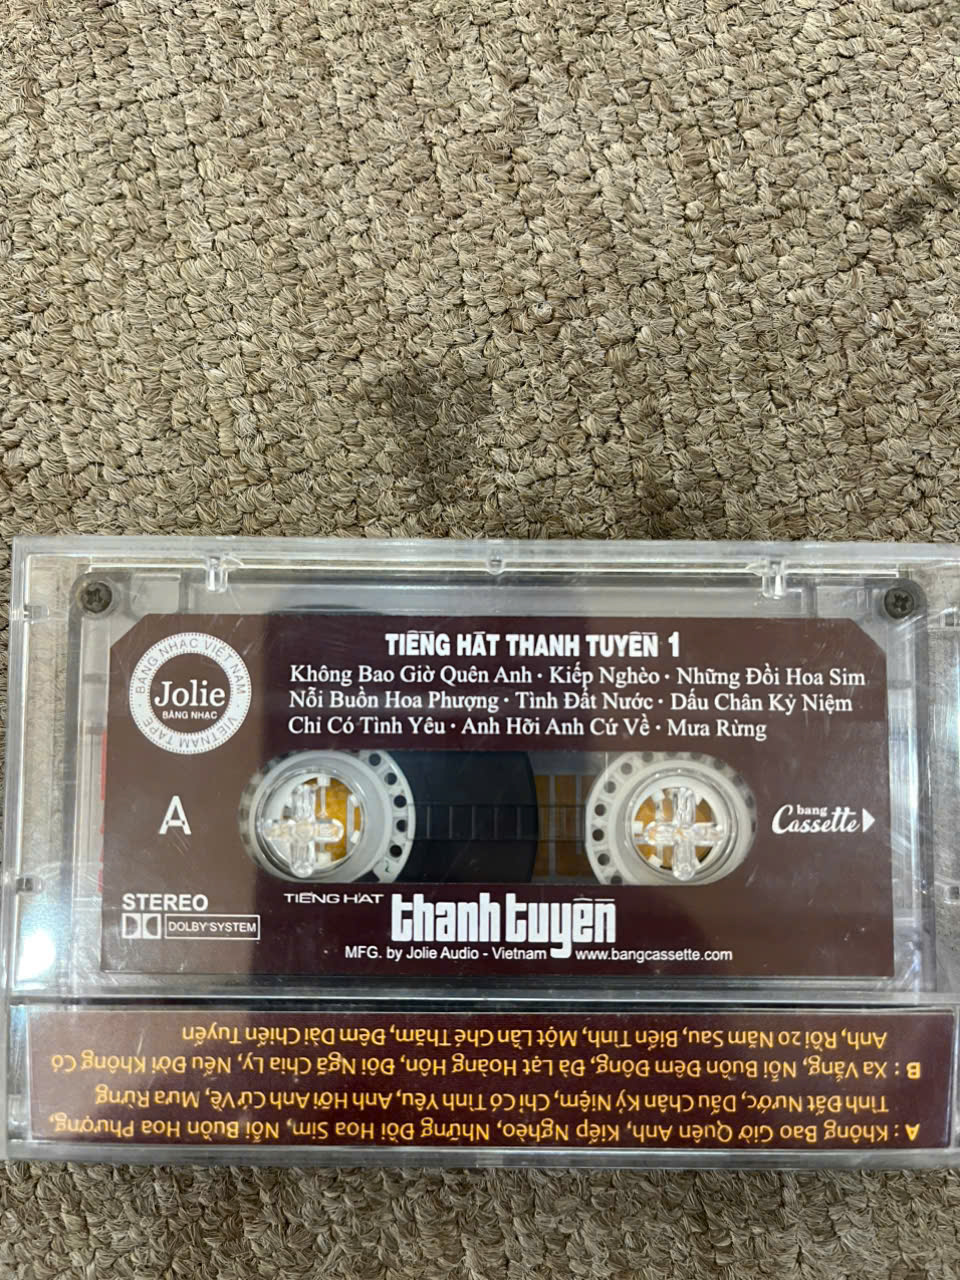 BĂNG NHẠC VIỆT NAM
Jolie
BĂNG NHẠC
VIETNAM TAPE
TIẾNG HÁT THANH TUYỀN 1
Không Bao Giờ Quên Anh · Kiếp Nghèo · Những Đồi Hoa Sim
Nỗi Buồn Hoa Phượng · Tình Đất Nước · Dấu Chân Kỷ Niệm
Chỉ Có Tình Yêu · Anh Hỡi Anh Cứ Về · Mưa Rừng
A
bang
Cassette
STEREO
DOLBY SYSTEM
TIẾNG HÁT
thanh tuyền
MFG. by Jolie Audio - Vietnam www.bangcassette.com
A : Không Bao Giờ Quên Anh, Kiếp Nghèo, Những Đồi Hoa Sim, Nỗi Buồn Hoa Phượng,
Tình Đất Nước, Dấu Chân Kỷ Niệm, Chỉ Có Tình Yêu, Anh Hỡi Anh Cứ Về, Mưa Rừng
B : Xa Vắng, Nỗi Buồn Đêm Đông, Đà Lạt Hoàng Hôn, Đôi Ngã Chia Ly, Nếu Đời Không Có
Anh, Rồi 20 Năm Sau, Biển Tình, Một Lần Ghé Thăm, Đêm Dài Chiến Tuyến